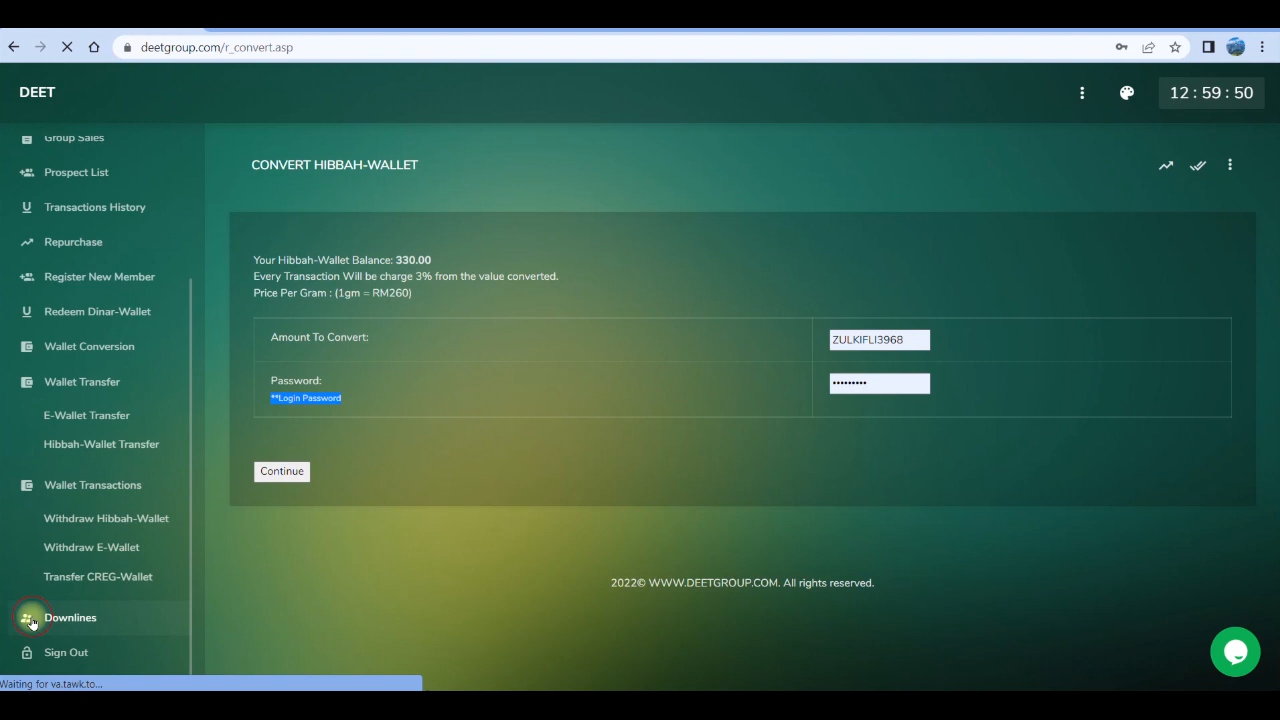 deetgroup.com/r_convert.asp
DEET
12 : 59 : 50
Group Sales
Prospect List
Transactions History
Repurchase
Register New Member
Redeem Dinar-Wallet
Wallet Conversion
Wallet Transfer
E-Wallet Transfer
Hibbah-Wallet Transfer
Wallet Transactions
Withdraw Hibbah-Wallet
Withdraw E-Wallet
Transfer CREG-Wallet
Downlines
Sign Out
CONVERT HIBBAH-WALLET
Your Hibbah-Wallet Balance: 330.00
Every Transaction Will be charge 3% from the value converted.
Price Per Gram : (1gm = RM260)
Amount To Convert:
ZULKIFLI3968
Password:
•••••••••
**Login Password
Continue
2022© WWW.DEETGROUP.COM. All rights reserved.
Waiting for va.tawk.to...